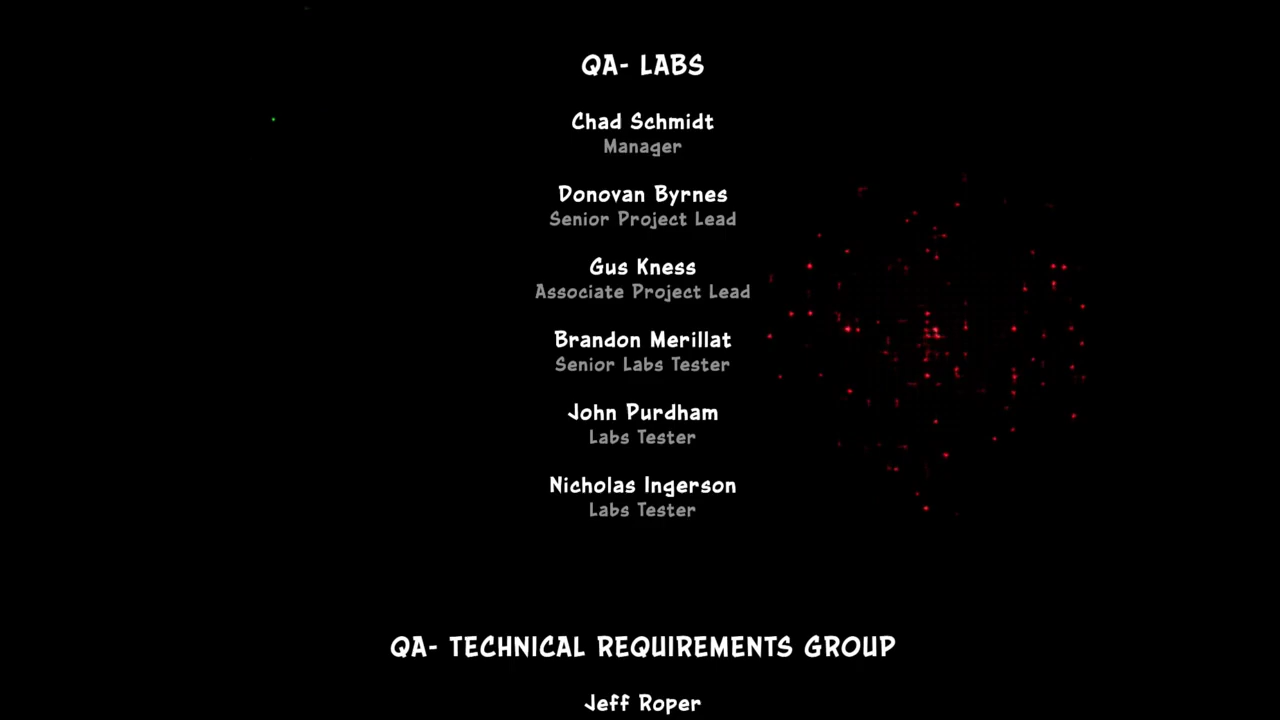 QA- LABS
Chad Schmidt
Manager
Donovan Byrnes
Senior Project Lead
Gus Kness
Associate Project Lead
Brandon Merillat
Senior Labs Tester
John Purdham
Labs Tester
Nicholas Ingerson
Labs Tester
QA- TECHNICAL REQUIREMENTS GROUP
Jeff Roper